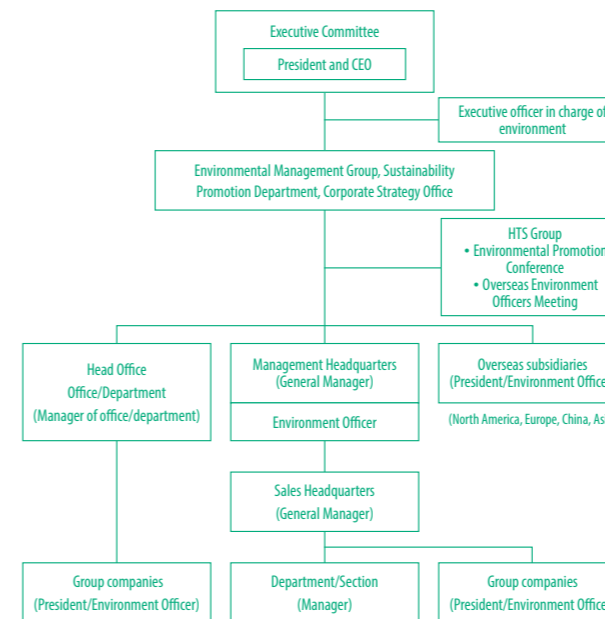 Executive Committee
President and CEO
Executive officer in charge of
environment
Environmental Management Group, Sustainability
Promotion Department, Corporate Strategy Office
HTS Group
• Environmental Promotion
Conference
• Overseas Environment
Officers Meeting
Head Office
Office/Department
(Manager of office/department)
Management Headquarters
(General Manager)
Environment Officer
Overseas subsidiaries
(President/Environment Office
(North America, Europe, China, As
Sales Headquarters
(General Manager)
Group companies
(President/Environment Officer)
Department/Section
(Manager)
Group companies
(President/Environment Office